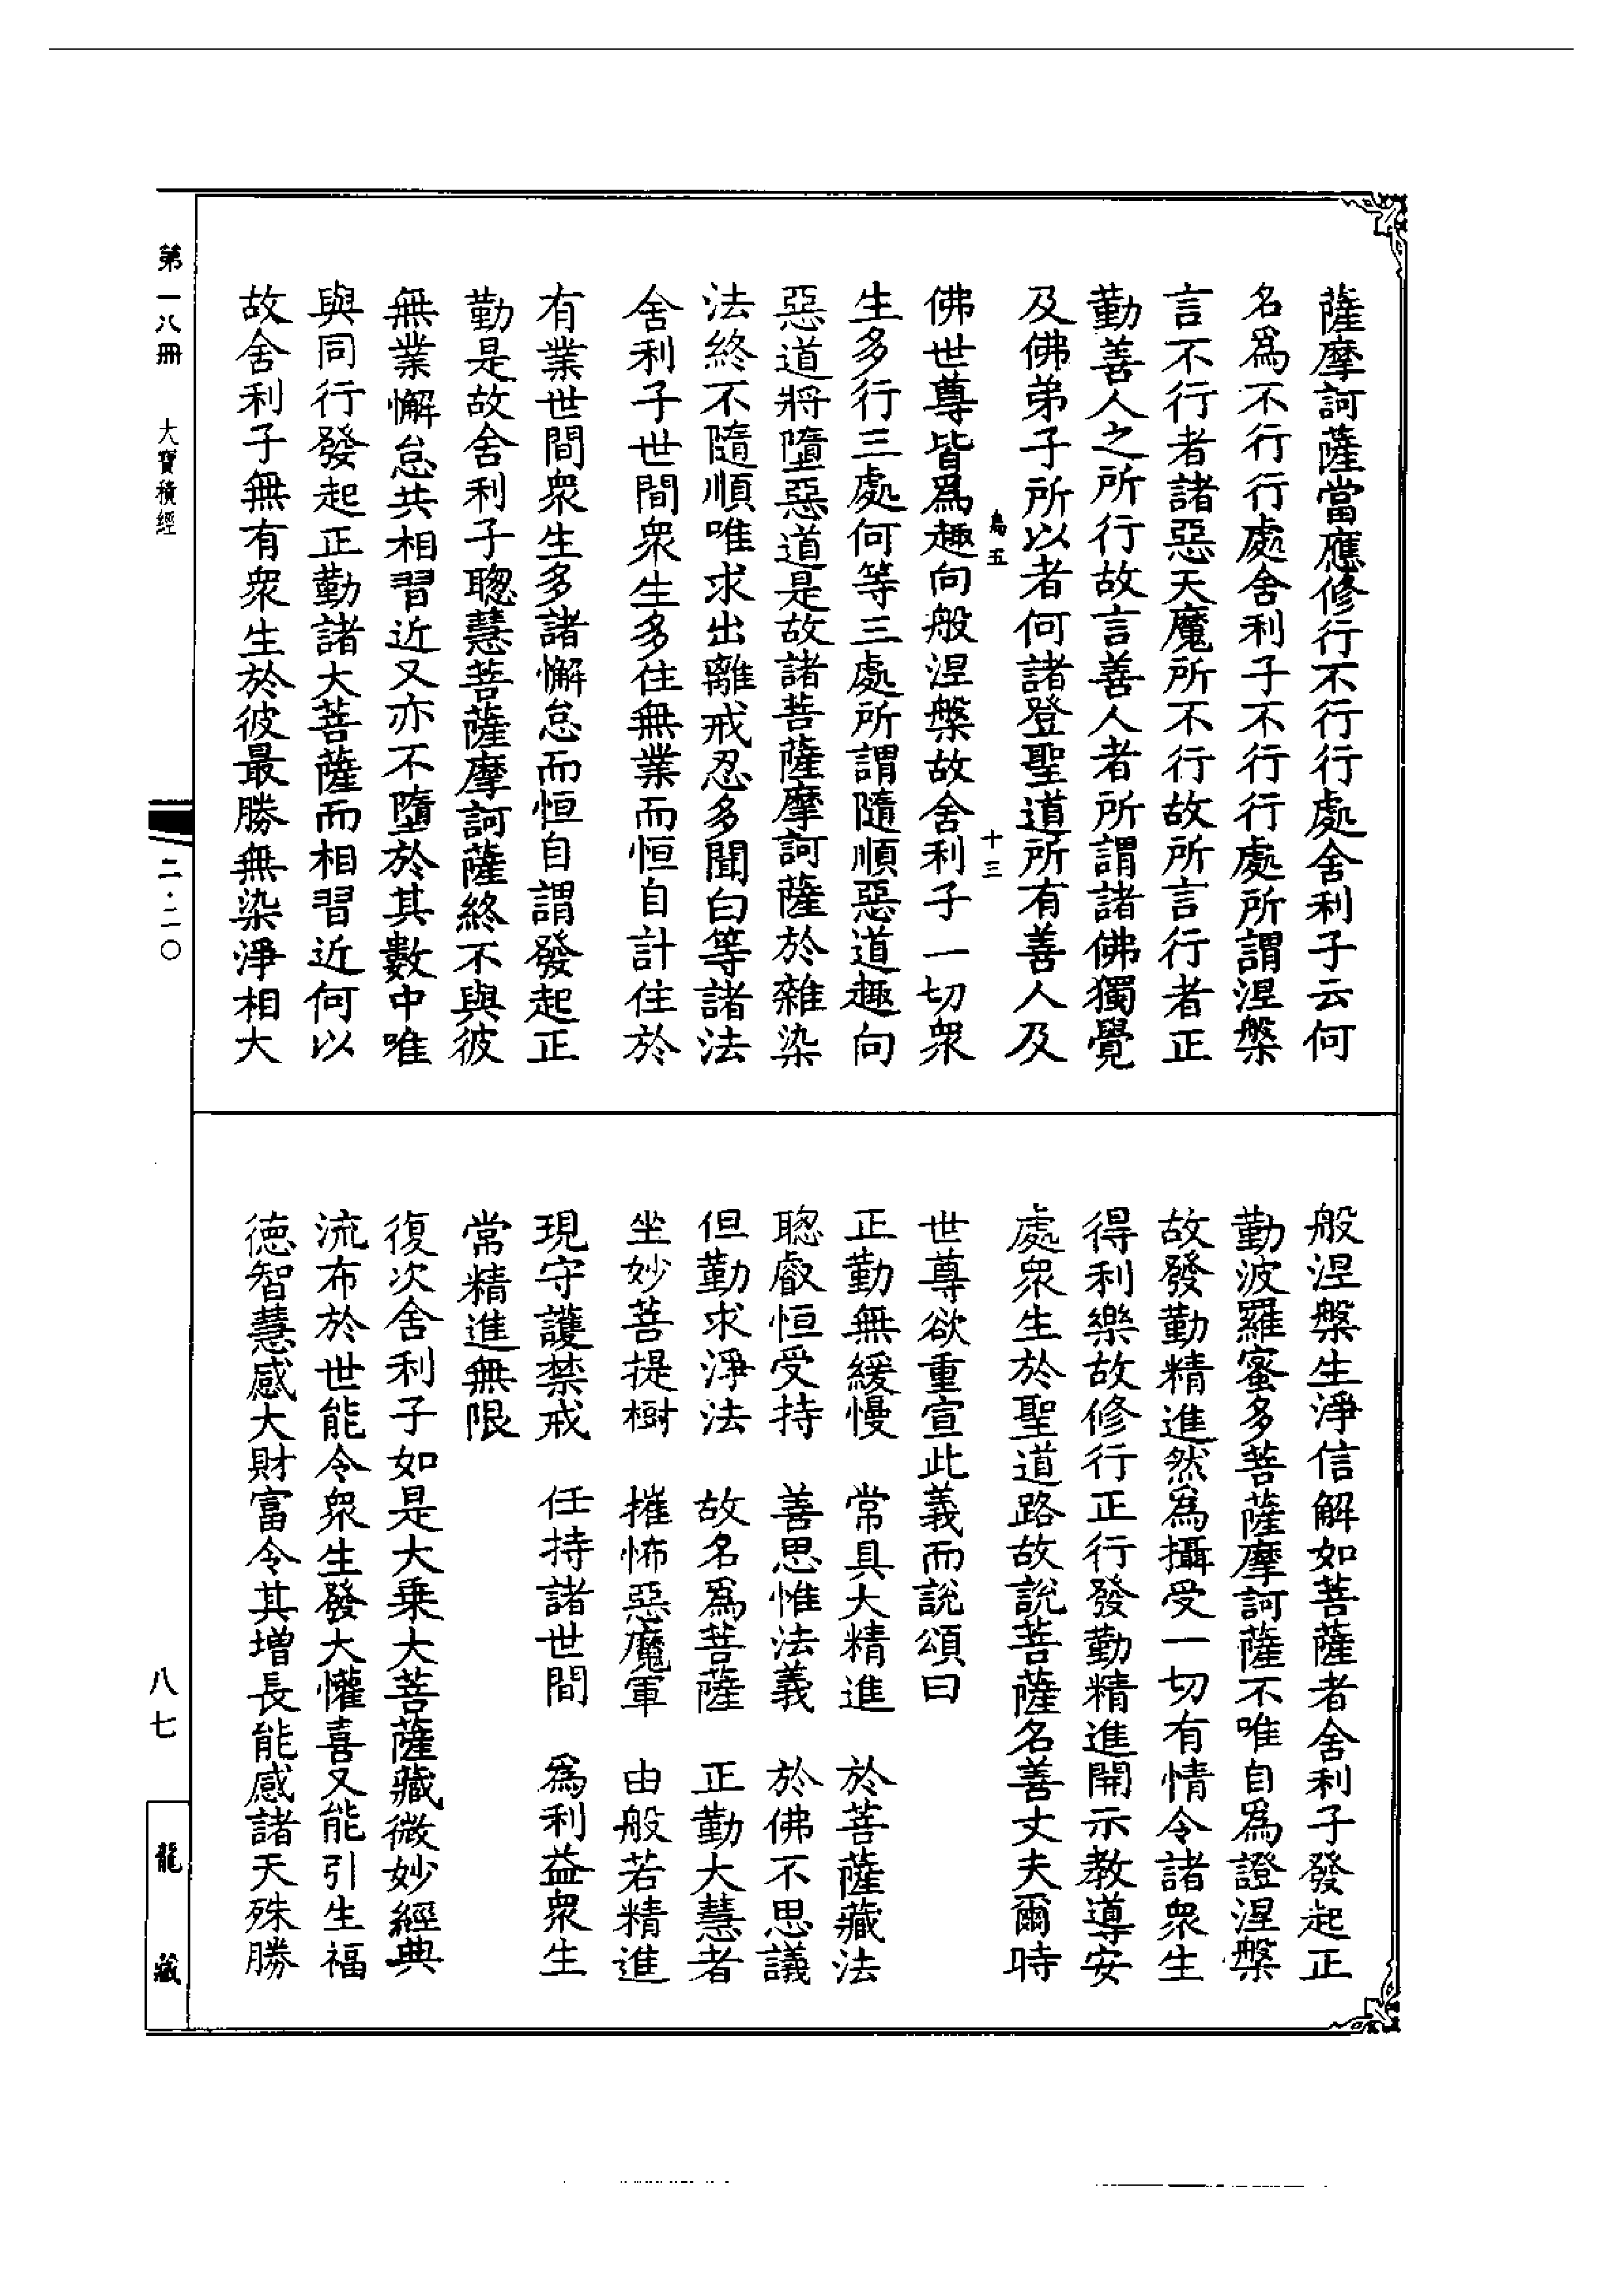 薩摩訶薩當應修行不行行處舍利子云何
名爲不行行處舍利子不行行處所謂涅槃
言不行者諸惡天魔所不行故所言行者正
勤善人之所行故言善人者所謂諸佛獨覺
及佛弟子所以者何諸登聖道所有善人及
鳥五 十三
佛世尊皆爲趣向般涅槃故舍利子一切衆
生多行三處何等三處所謂隨順惡道趣向
惡道將墮惡道是故諸菩薩摩訶薩於雜染
法終不隨順唯求出離戒忍多聞白等諸法
舍利子世間衆生多住無業而恒自計住於
有業世間衆生多諸懈怠而恒自謂發起正
勤是故舍利子聰慧菩薩摩訶薩終不與彼
無業懈怠共相習近又亦不墮於其數中唯
與同行發起正勤諸大菩薩而相習近何以
故舍利子無有衆生於彼最勝無染淨相大
般涅槃生淨信解如菩薩者舍利子發起正
勤波羅蜜多菩薩摩訶薩不唯自爲證涅槃
故發勤精進然爲攝受一切有情令諸衆生
得利樂故修行正行發勤精進開示教導安
處衆生於聖道路故說菩薩名善丈夫爾時
世尊欲重宣此義而說頌曰
正勤無緩慢 常具大精進 於菩薩藏法
聰叡恒受持 善思惟法義 於佛不思議
但勤求淨法 故名爲菩薩 正勤大慧者
坐妙菩提樹 摧怖惡魔軍 由般若精進
現守護禁戒 任持諸世間 爲利益衆生
常精進無限
復次舍利子如是大乘大菩薩藏微妙經典
流布於世能令衆生發大懽喜又能引生福
德智慧感大財富令其增長能感諸天殊勝
第一八冊 大寶積經 二·二〇 八七 龍藏